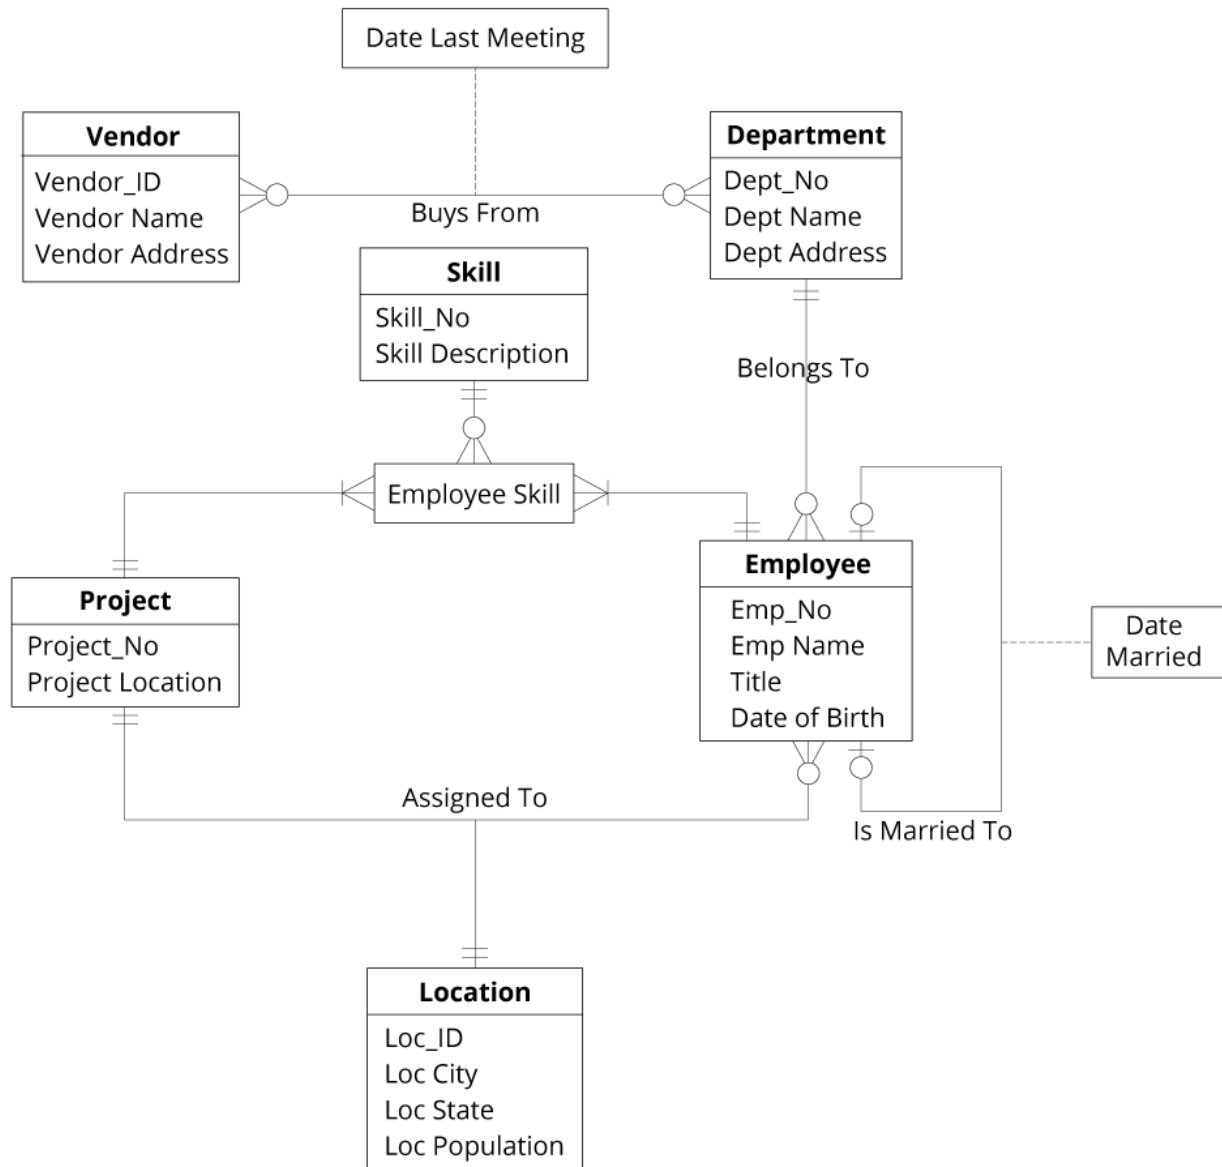 Date Last Meeting
Vendor
Vendor_ID
Vendor Name
Vendor Address
Buys From
Department
Dept_No
Dept Name
Dept Address
Skill
Skill_No
Skill Description
Belongs To
Employee Skill
Project
Project_No
Project Location
Employee
Emp_No
Emp Name
Title
Date of Birth
Date
Married
Assigned To
Is Married To
Location
Loc_ID
Loc City
Loc State
Loc Population